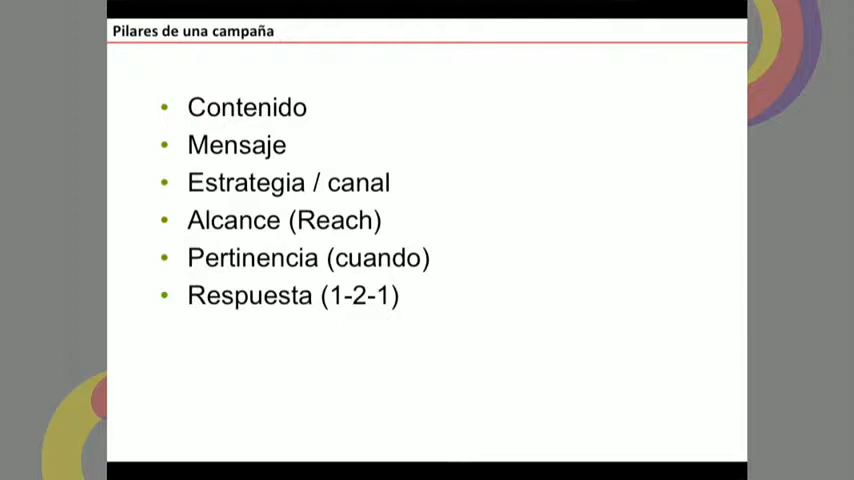 Pilares de una campaña
• Contenido
• Mensaje
• Estrategia / canal
• Alcance (Reach)
• Pertinencia (cuando)
• Respuesta (1-2-1)